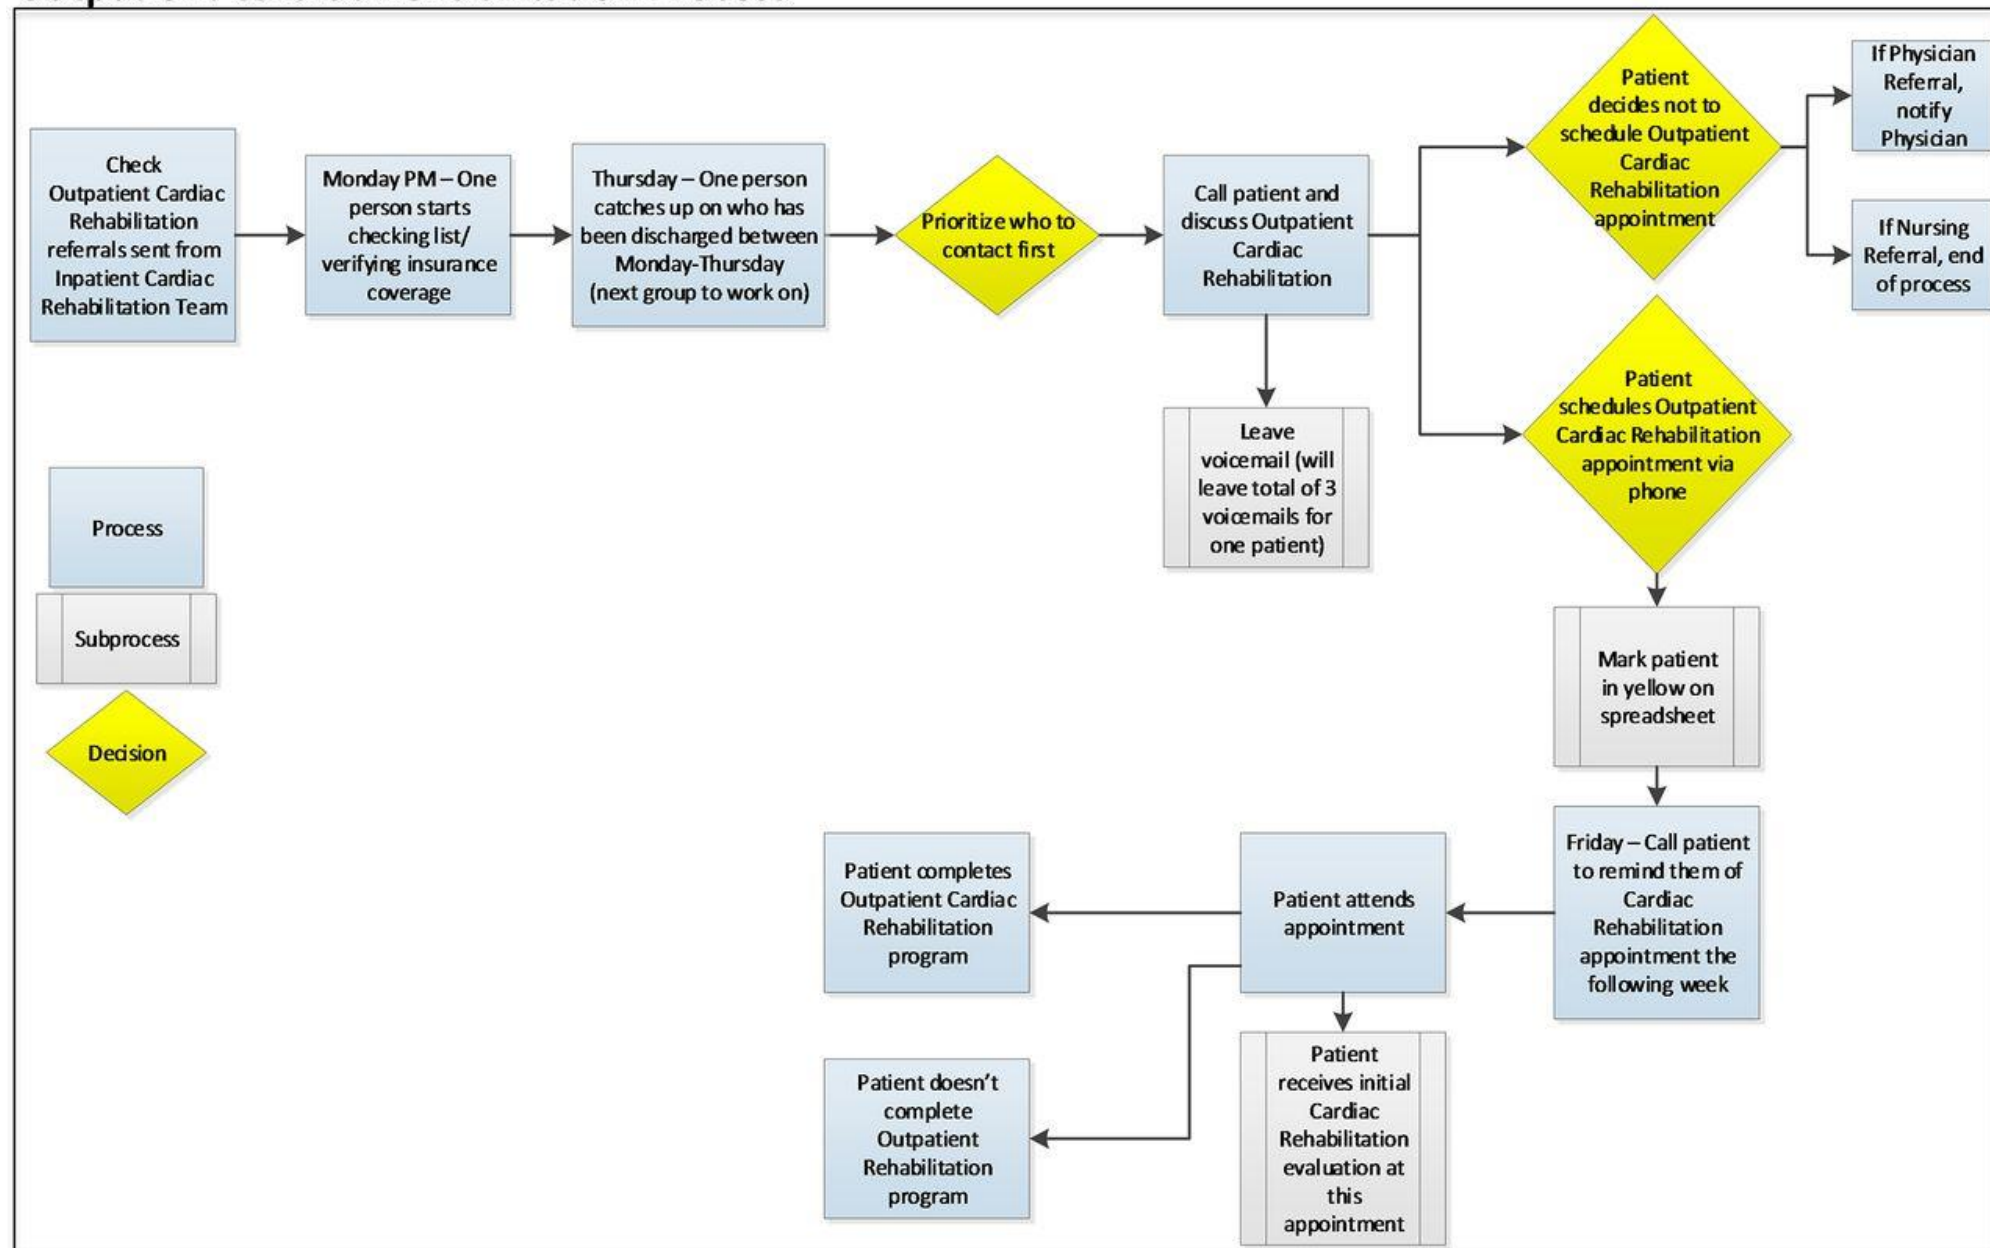 Check
Outpatient Cardiac
Rehabilitation
referrals sent from
Inpatient Cardiac
Rehabilitation Team
Monday PM – One
person starts
checking list/
verifying insurance
coverage
Thursday – One person
catches up on who has
been discharged between
Monday-Thursday
(next group to work on)
Prioritize who to
contact first
Call patient and
discuss Outpatient
Cardiac
Rehabilitation
Patient
decides not to
schedule Outpatient
Cardiac
Rehabilitation
appointment
If Physician
Referral,
notify
Physician
If Nursing
Referral, end
of process
Leave
voicemail (will
leave total of 3
voicemails for
one patient)
Patient
schedules Outpatient
Cardiac Rehabilitation
appointment via
phone
Process
Subprocess
Decision
Mark patient
in yellow on
spreadsheet
Friday – Call patient
to remind them of
Cardiac
Rehabilitation
appointment the
following week
Patient attends
appointment
Patient completes
Outpatient Cardiac
Rehabilitation
program
Patient doesn't
complete
Outpatient
Rehabilitation
program
Patient
receives initial
Cardiac
Rehabilitation
evaluation at
this
appointment